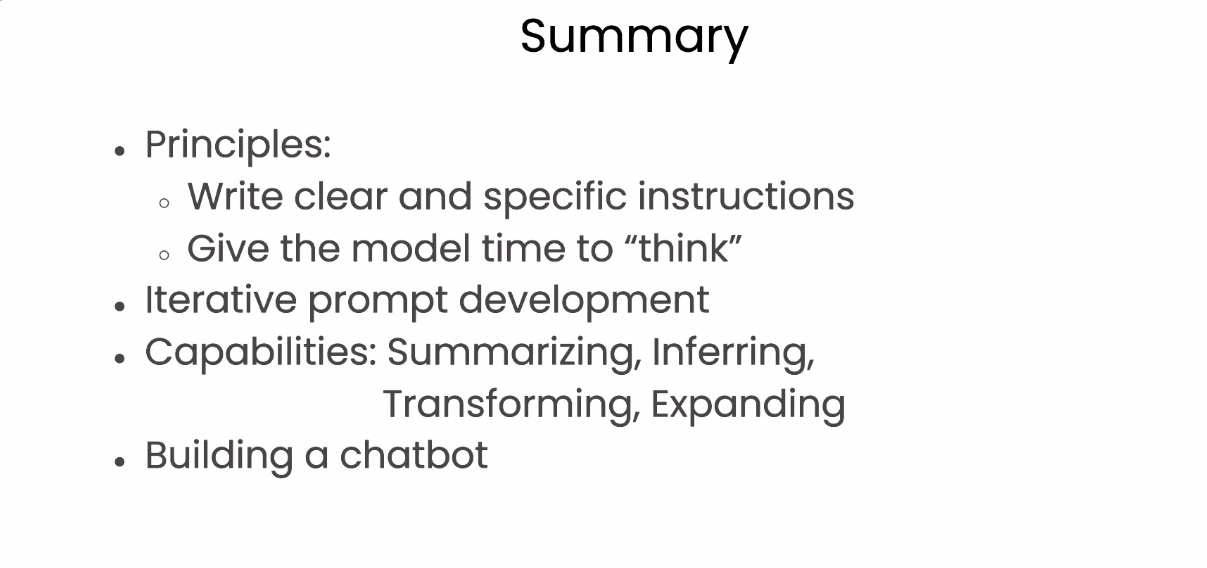 Summary
• Principles:
◦ Write clear and specific instructions
◦ Give the model time to “think”
• Iterative prompt development
• Capabilities: Summarizing, Inferring,
Transforming, Expanding
• Building a chatbot